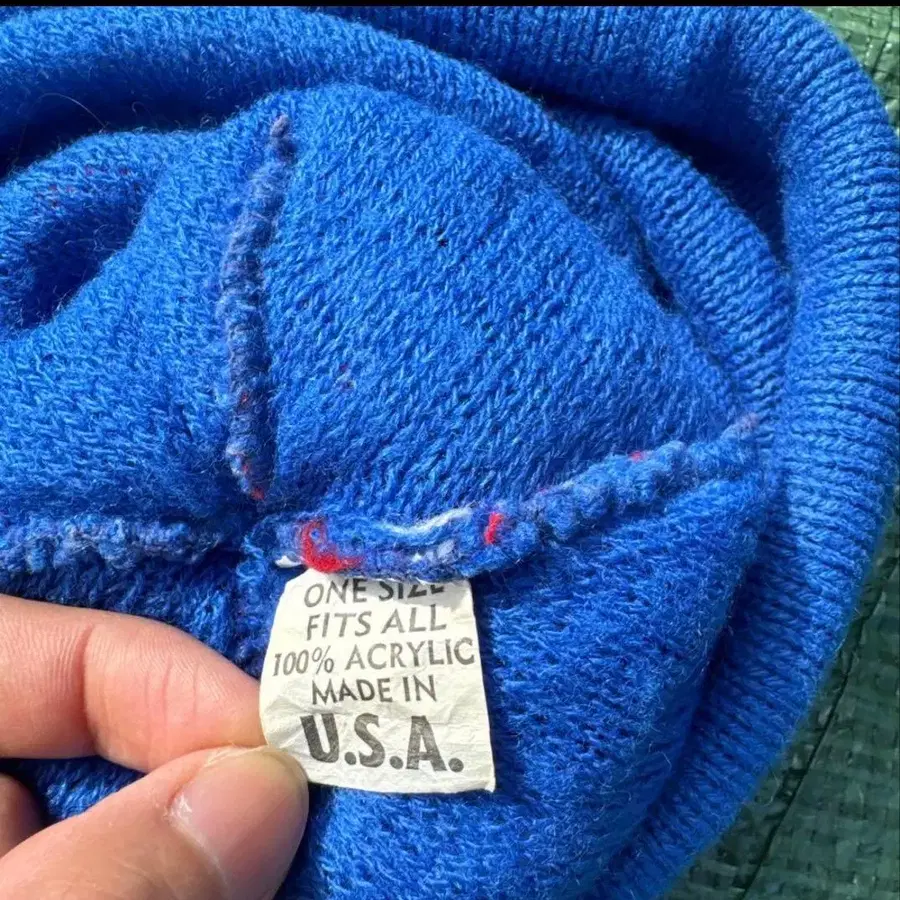 ONE SIZE
FITS ALL
100% ACRYLIC
MADE IN
U.S.A.